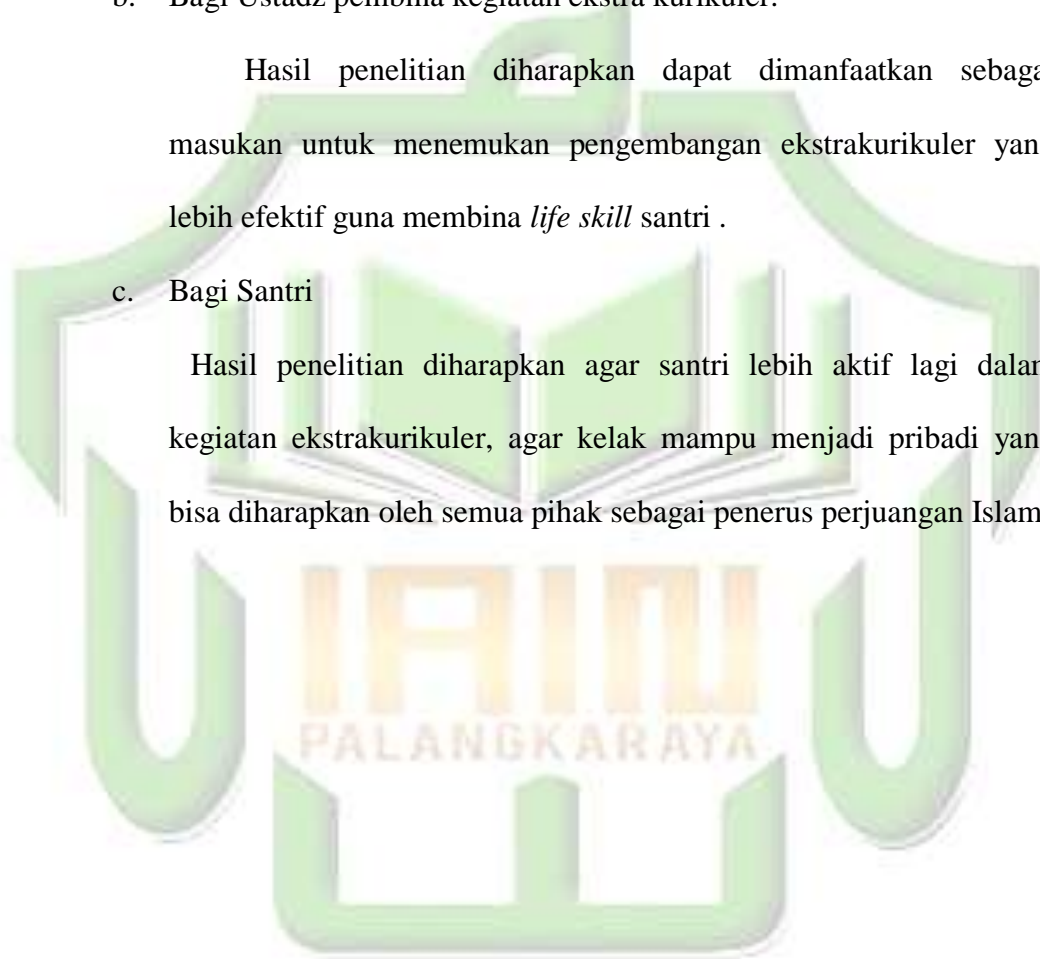 b. Bagi Ustadz pembina kegiatan ekstra kurikuler.
Hasil penelitian diharapkan dapat dimanfaatkan sebaga
masukan untuk menemukan pengembangan ekstrakurikuler yan
lebih efektif guna membina life skill santri .
c. Bagi Santri
Hasil penelitian diharapkan agar santri lebih aktif lagi dalam
kegiatan ekstrakurikuler, agar kelak mampu menjadi pribadi yan
bisa diharapkan oleh semua pihak sebagai penerus perjuangan Islam
IAIN
PALANGKARAYA